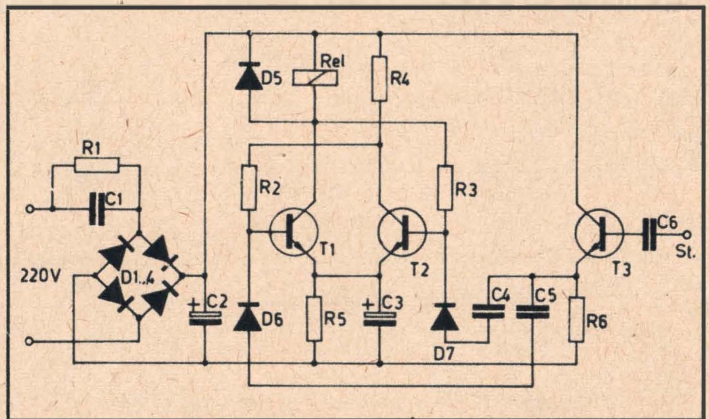 D5
Rel
R4
R1
C1
R2
R3
T1
T2
T3
C6
St.
220V
D1..4
C2
+
D6
R5
+
C3
D7
C4
C5
R6